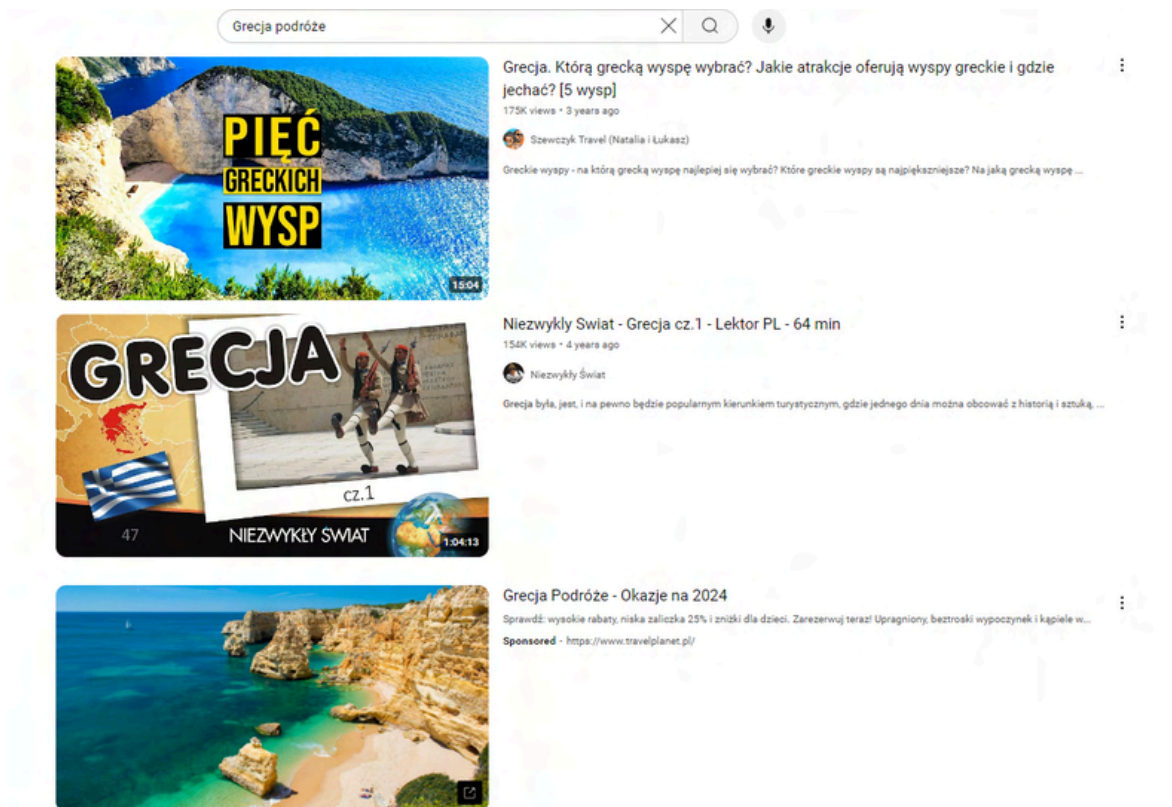 Grecja podróże
PIĘĆ
GRECKICH
WYSP
15:04
Grecja. Którą grecką wyspę wybrać? Jakie atrakcje oferują wyspy greckie i gdzie
jechać? [5 wysp]
175K views • 3 years ago
Szewczyk Travel (Natalia i Łukasz)
Greckie wyspy - na którą grecką wyspę najlepiej się wybrać? Które greckie wyspy są najpiększniejsze? Na jaką grecką wyspę ...
GRECJA
cz.1
47
NIEZWYKŁY ŚWIAT
1:04:13
Niezwykly Swiat - Grecja cz.1 - Lektor PL - 64 min
154K views • 4 years ago
Niezwykły Świat
Grecja była, jest, i na pewno będzie popularnym kierunkiem turystycznym, gdzie jednego dnia można obcować z historią i sztuką, ...
Grecja Podróże - Okazje na 2024
Sprawdź: wysokie rabaty, niska zaliczka 25% i zniżki dla dzieci. Zarezerwuj teraz! Upragniony, beztroski wypoczynek i kąpiele w...
Sponsored · https://www.travelplanet.pl/